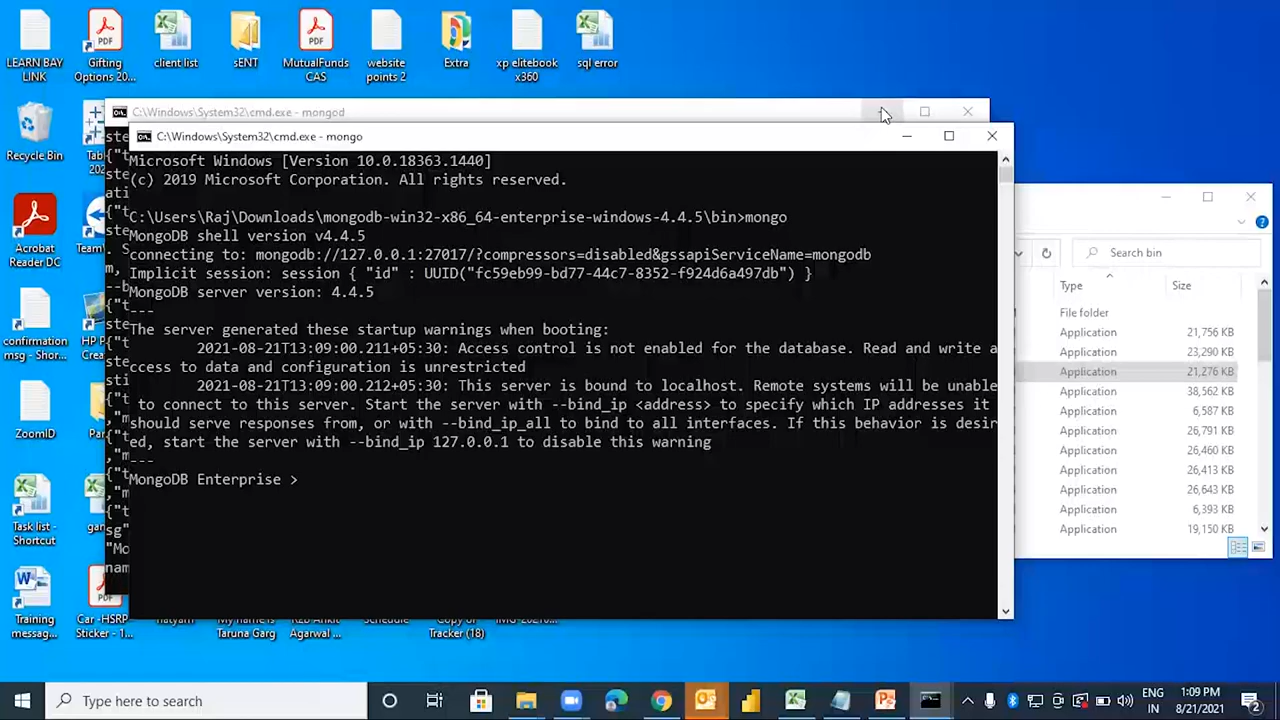 LEARN BAY
LINK
Gifting
Options 20...
client list
sENT
MutualFunds
CAS
website
points 2
Extra
xp elitebook
x360
sql error
Recycle Bin
C:\Windows\System32\cmd.exe - mongod
C:\Windows\System32\cmd.exe - mongo
Microsoft Windows [Version 10.0.18363.1440]
(c) 2019 Microsoft Corporation. All rights reserved.
C:\Users\Raj\Downloads\mongodb-win32-x86_64-enterprise-windows-4.4.5\bin>mongo
MongoDB shell version v4.4.5
connecting to: mongodb://127.0.0.1:27017/?compressors=disabled&gssapiServiceName=mongodb
Implicit session: session { "id" : UUID("fc59eb99-bd77-44c7-8352-f924d6a497db") }
MongoDB server version: 4.4.5
---
The server generated these startup warnings when booting:
2021-08-21T13:09:00.211+05:30: Access control is not enabled for the database. Read and write a
ccess to data and configuration is unrestricted
2021-08-21T13:09:00.212+05:30: This server is bound to localhost. Remote systems will be unable
to connect to this server. Start the server with --bind_ip <address> to specify which IP addresses it
should serve responses from, or with --bind_ip_all to bind to all interfaces. If this behavior is desir
ed, start the server with --bind_ip 127.0.0.1 to disable this warning
---
MongoDB Enterprise >
Search bin
Type
Size
File folder
Application 21,756 KB
Application 23,290 KB
Application 21,276 KB
Application 38,562 KB
Application 6,587 KB
Application 26,791 KB
Application 26,460 KB
Application 26,413 KB
Application 26,643 KB
Application 6,393 KB
Application 19,150 KB
Acrobat
Reader DC
confirmation
msg - Shor...
ZoomID
Task list -
Shortcut
Training
messag...
Car -HSRP
Sticker - 1...
Taruna Garg
Agarwal ...
Tracker (18)
Type here to search
ENG
IN
1:09 PM
8/21/2021
2